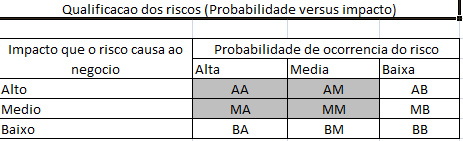 Qualificacao dos riscos (Probabilidade versus impacto)
Impacto que o risco causa ao negocio Probabilidade de ocorrencia do risco
Alta Media Baixa
Alto AA AM AB
Medio MA MM MB
Baixo BA BM BB